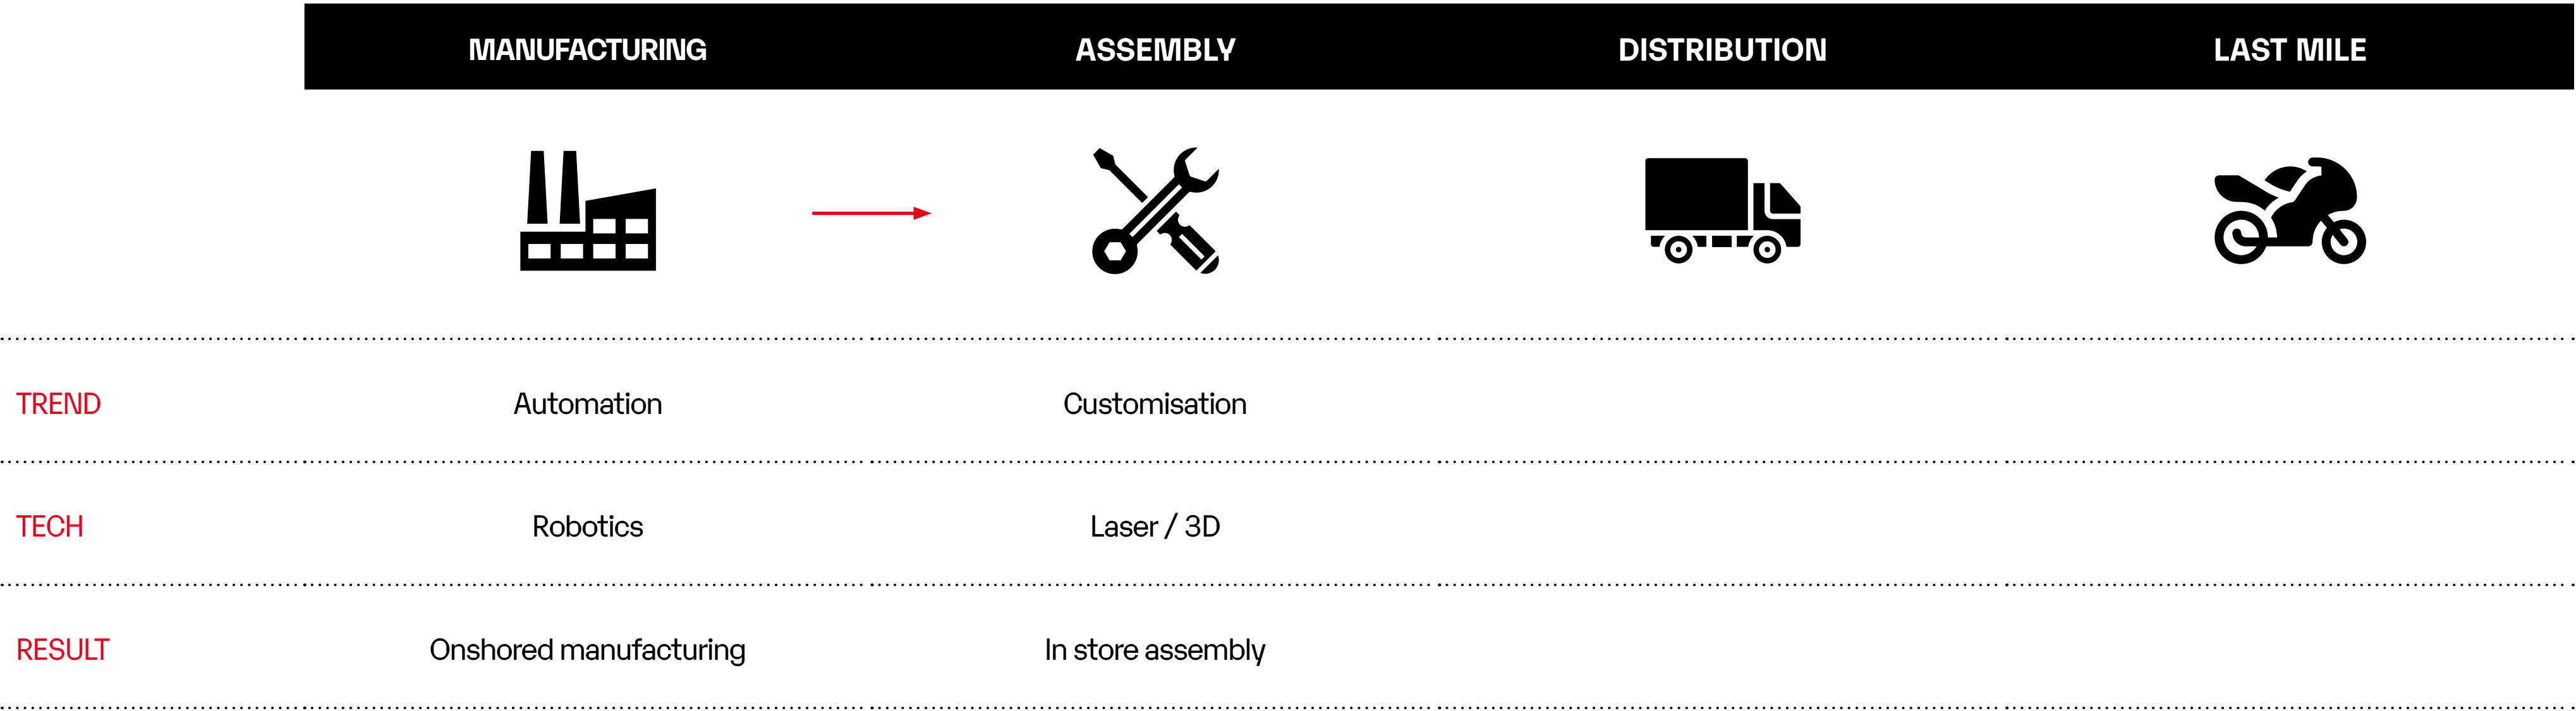 MANUFACTURING ASSEMBLY DISTRIBUTION LAST MILE
TREND Automation Customisation
TECH Robotics Laser / 3D
RESULT Onshored manufacturing In store assembly